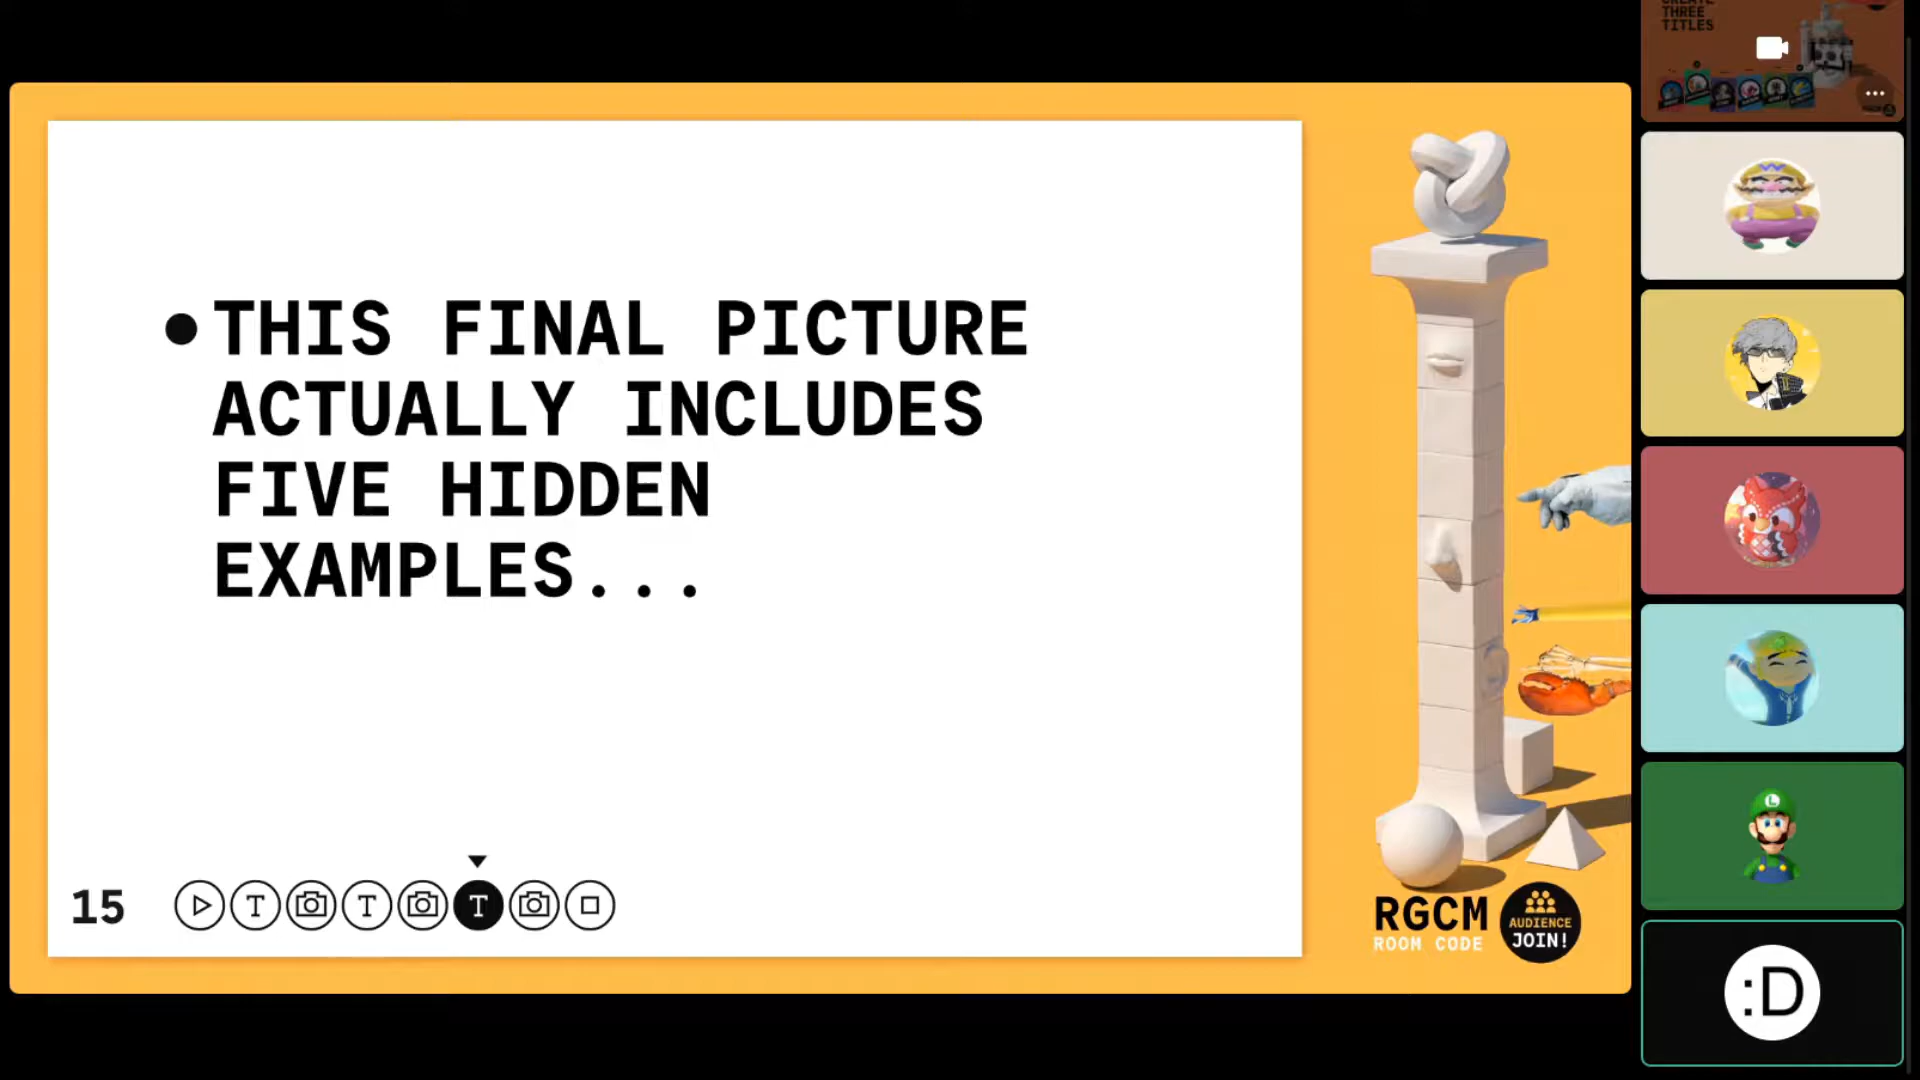 THREE
TITLES
THIS FINAL PICTURE
ACTUALLY INCLUDES
FIVE HIDDEN
EXAMPLES...
15
T
T
T
RGCM
ROOM CODE
AUDIENCE
JOIN!
L
:D